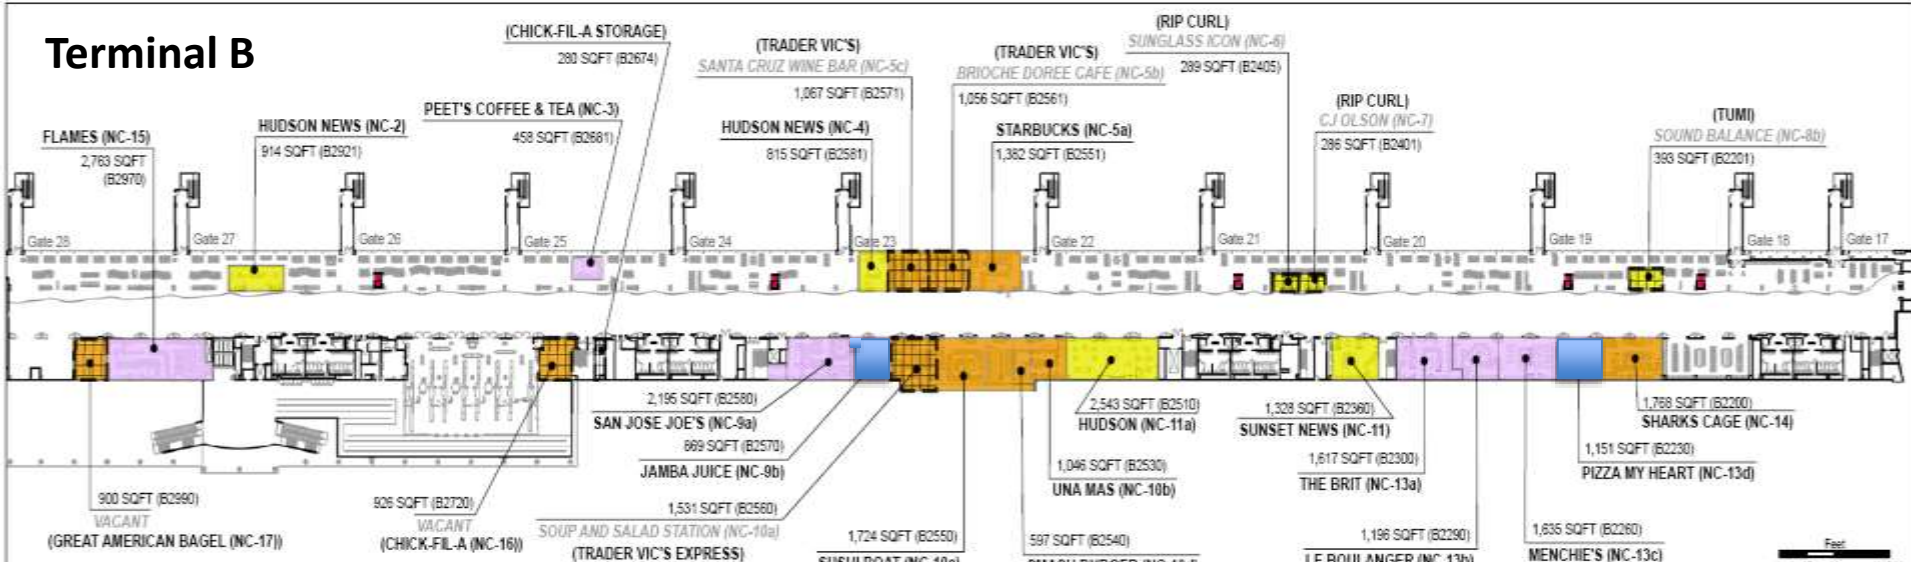 Terminal B
(CHICK-FIL-A STORAGE)
280 SQFT (B2674)
(TRADER VIC'S)
SANTA CRUZ WINE BAR (NC-5c)
1,067 SQFT (B2571)
(TRADER VIC'S)
BRIOCHE DOREE CAFE (NC-5b)
1,056 SQFT (B2561)
(RIP CURL)
SUNGLASS ICON (NC-6)
289 SQFT (B2405)
(RIP CURL)
CJ OLSON (NC-7)
286 SQFT (B2401)
(TUMI)
SOUND BALANCE (NC-8b)
393 SQFT (B2201)
FLAMES (NC-15)
2,763 SQFT
(B2970)
HUDSON NEWS (NC-2)
914 SQFT (B2921)
PEET'S COFFEE & TEA (NC-3)
458 SQFT (B2681)
HUDSON NEWS (NC-4)
815 SQFT (B2581)
STARBUCKS (NC-5a)
1,382 SQFT (B2551)
Gate 28
Gate 27
Gate 26
Gate 25
Gate 24
Gate 23
Gate 22
Gate 21
Gate 20
Gate 19
Gate 18
Gate 17
900 SQFT (B2990)
VACANT
(GREAT AMERICAN BAGEL (NC-17))
926 SQFT (B2720)
VACANT
(CHICK-FIL-A (NC-16))
2,195 SQFT (B2580)
SAN JOSE JOE'S (NC-9a)
869 SQFT (B2570)
JAMBA JUICE (NC-9b)
1,531 SQFT (B2560)
SOUP AND SALAD STATION (NC-10a)
(TRADER VIC'S EXPRESS)
1,724 SQFT (B2550)
597 SQFT (B2540)
1,046 SQFT (B2530)
UNA MAS (NC-10b)
2,543 SQFT (B2510)
HUDSON (NC-11a)
1,328 SQFT (B2360)
SUNSET NEWS (NC-11)
1,617 SQFT (B2300)
THE BRIT (NC-13a)
1,196 SQFT (B2290)
LE BOULANGER (NC-13b)
1,635 SQFT (B2260)
MENCHIE'S (NC-13c)
1,151 SQFT (B2230)
PIZZA MY HEART (NC-13d)
1,768 SQFT (B2200)
SHARKS CAGE (NC-14)
Feet